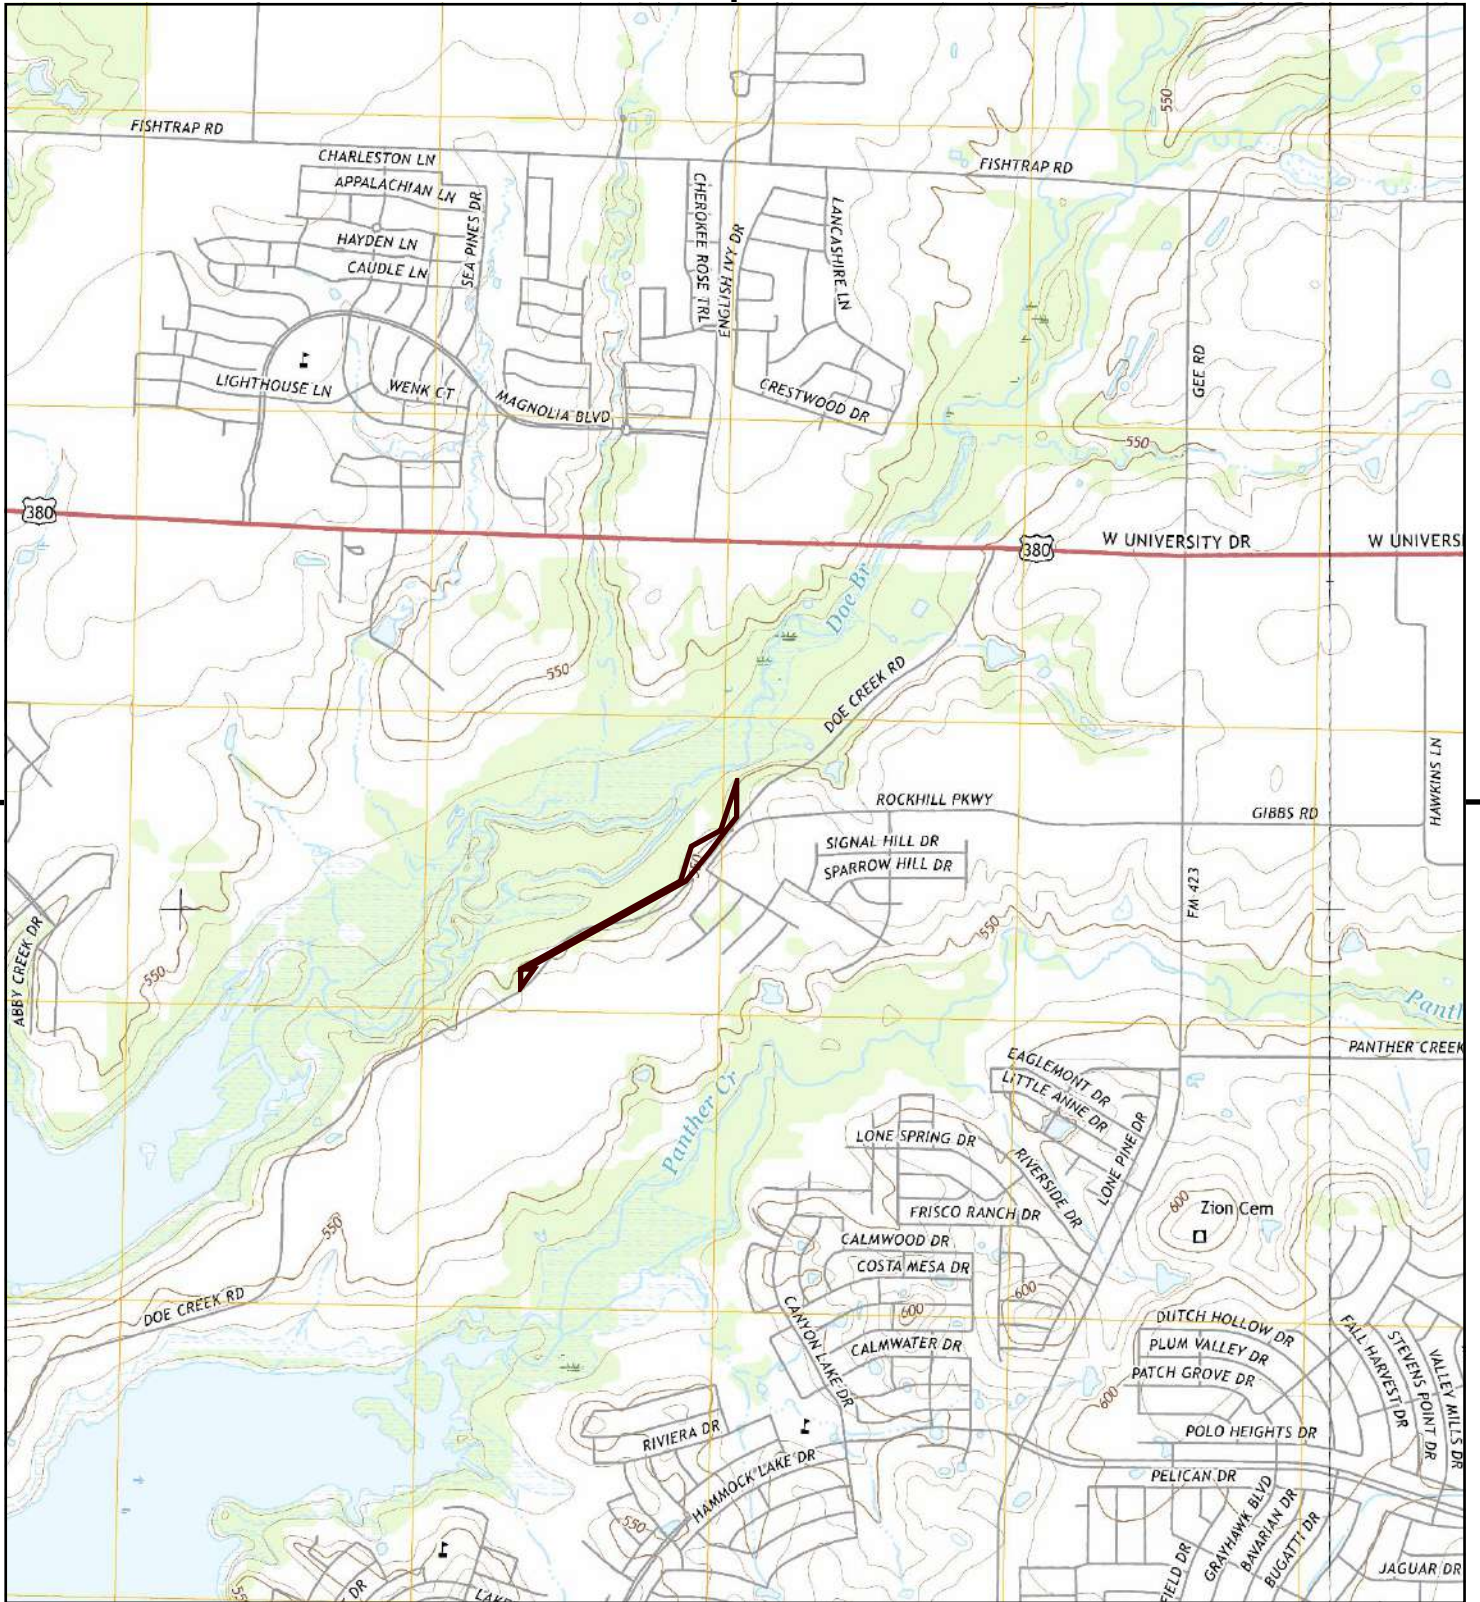 550
FISHTRAP RD
CHARLESTON LN
FISHTRAP RD
APPALACHIAN LN
SEA PINES DR
CHEROKEE ROSE TRL
ENGLISH IVY DR
LANCASHIRE LN
HAYDEN LN
CAUDLE LN
GEE RD
LIGHTHOUSE LN
WENK CT
MAGNOLIA BLVD
CRESTWOOD DR
550
380
380
W UNIVERSITY DR
W UNIVERS
Doe Br
550
DOE CREEK RD
HAWKINS LN
ROCKHILL PKWY
GIBBS RD
SIGNAL HILL DR
SPARROW HILL DR
FM 423
550
ABBY CREEK DR
550
Pant
PANTHER CREEK
EAGLEMONT DR
LITTLE ANNE DR
Panther Cr
LONE SPRING DR
LONE PINE DR
RIVERSIDE DR
600
Zion Cem
FRISCO RANCH DR
550
CALMWOOD DR
COSTA MESA DR
600
DOE CREEK RD
600
CANYON LAKE DR
DUTCH HOLLOW DR
CALMWATER DR
PLUM VALLEY DR
FALL HARVEST DR
STEVENS POINT DR
VALLEY MILLS DR
PATCH GROVE DR
600
RIVIERA DR
POLO HEIGHTS DR
HAMMOCK LAKE DR
PELICAN DR
550
GRAYHAWK BLVD
BAVARIAN DR
BUGATTI DR
JAGUAR DR
FIELD DR
DR
LAKE